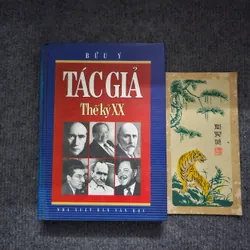 BỬU Ý
TÁC GIẢ
Thế kỷ XX
NHÀ XUẤT BẢN VĂN HỌC